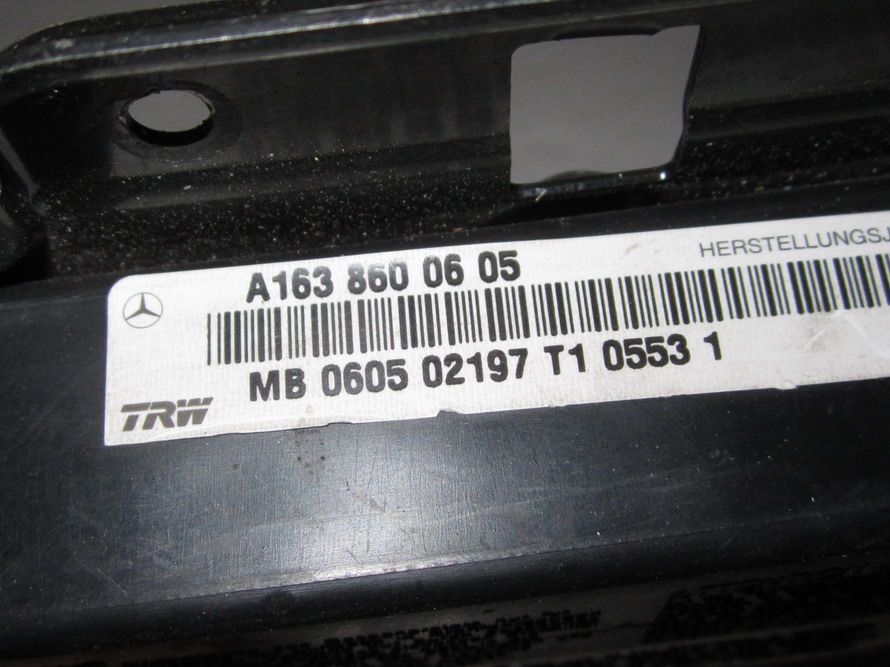 A163 860 06 05
HERSTELLUNGSJ
MB 0605 02197 T1 0553 1
TRW